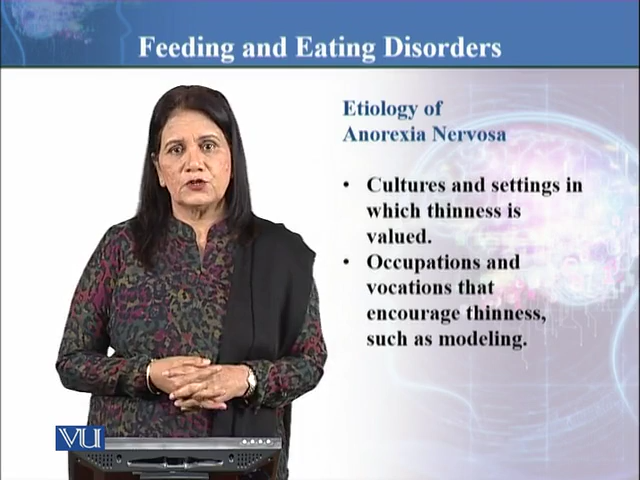 Feeding and Eating Disorders
Etiology of
Anorexia Nervosa
• Cultures and settings in
which thinness is
valued.
• Occupations and
vocations that
encourage thinness,
such as modeling.
VU